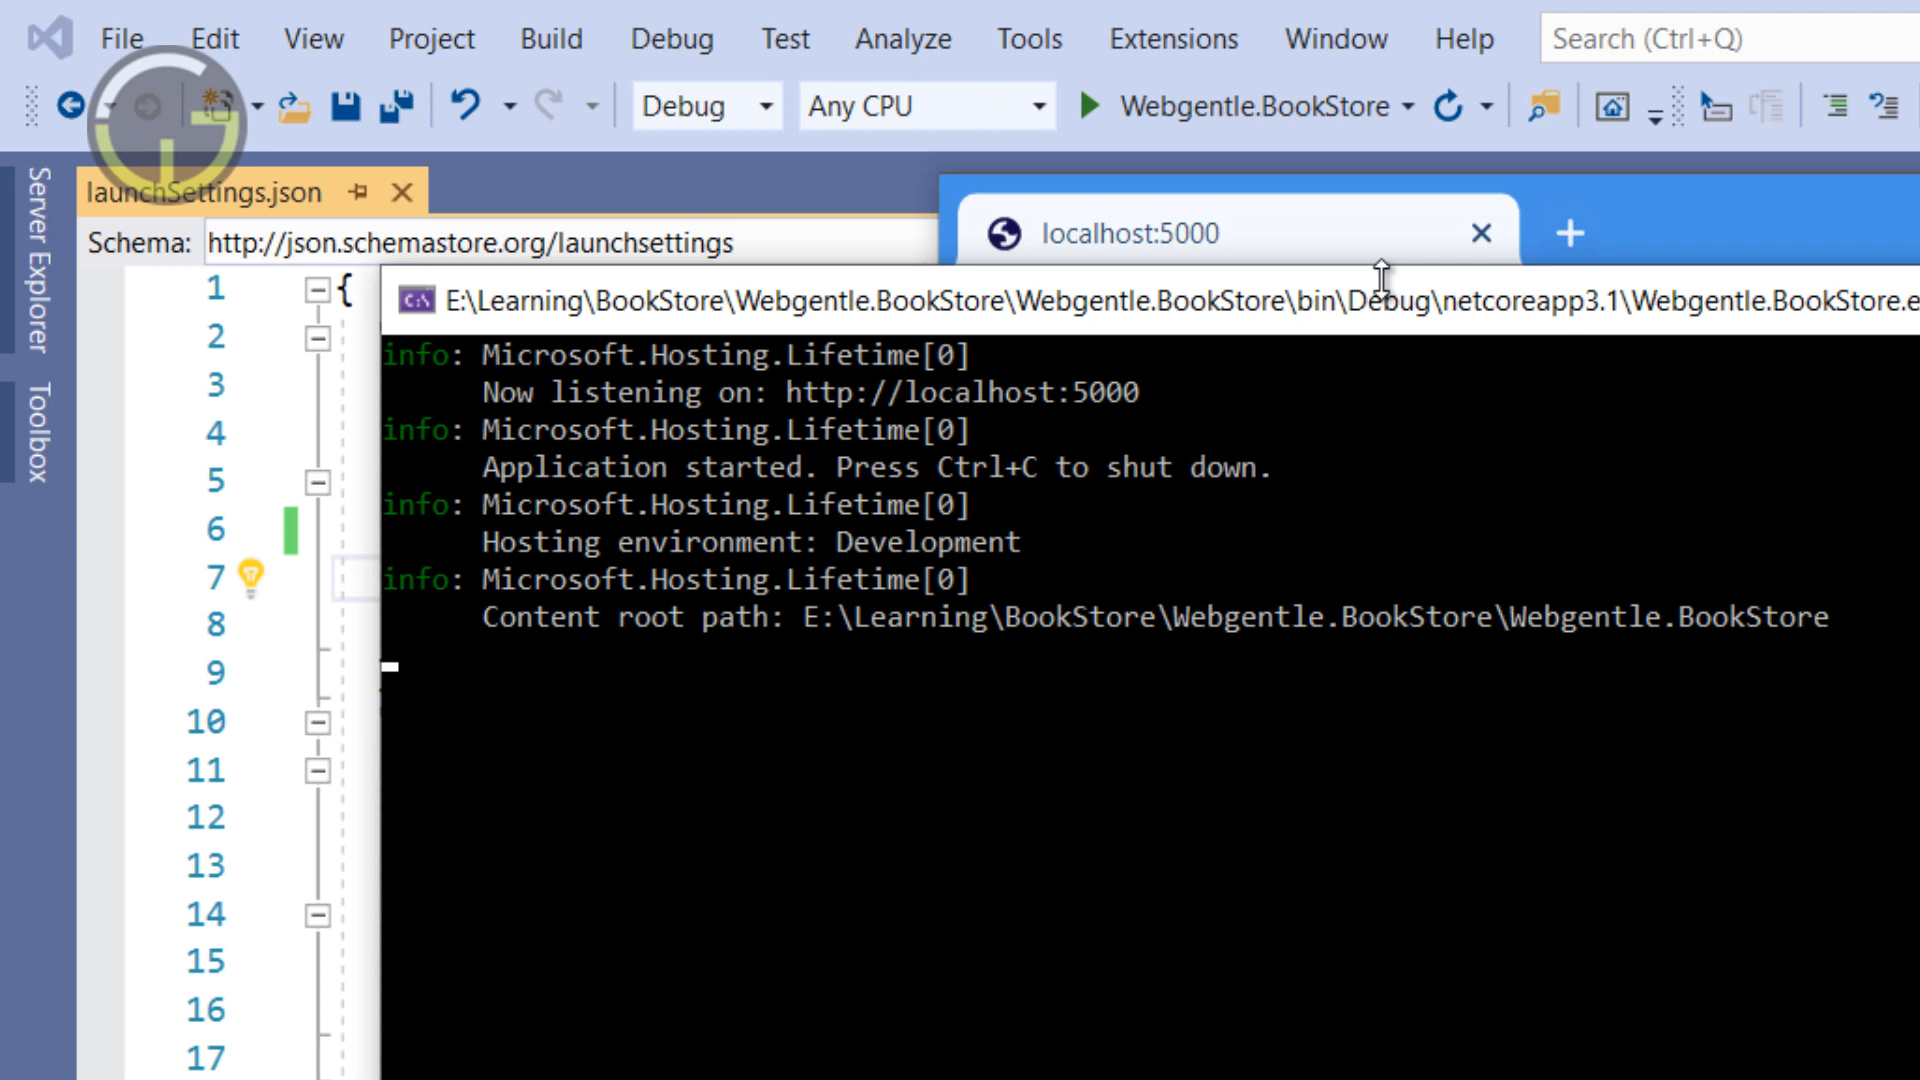 File Edit View Project Build Debug Test Analyze Tools Extensions Window Help Search (Ctrl+Q)
Debug Any CPU Webgentle.BookStore
Server Explorer
Toolbox
launchSettings.json
localhost:5000
Schema: http://json.schemastore.org/launchsettings
E:\Learning\BookStore\Webgentle.BookStore\Webgentle.BookStore\bin\Debug\netcoreapp3.1\Webgentle.BookStore.e
1 {
2
3
4
5
6
7
8
9
10
11
12
13
14
15
16
17
info: Microsoft.Hosting.Lifetime[0]
Now listening on: http://localhost:5000
info: Microsoft.Hosting.Lifetime[0]
Application started. Press Ctrl+C to shut down.
info: Microsoft.Hosting.Lifetime[0]
Hosting environment: Development
info: Microsoft.Hosting.Lifetime[0]
Content root path: E:\Learning\BookStore\Webgentle.BookStore\Webgentle.BookStore